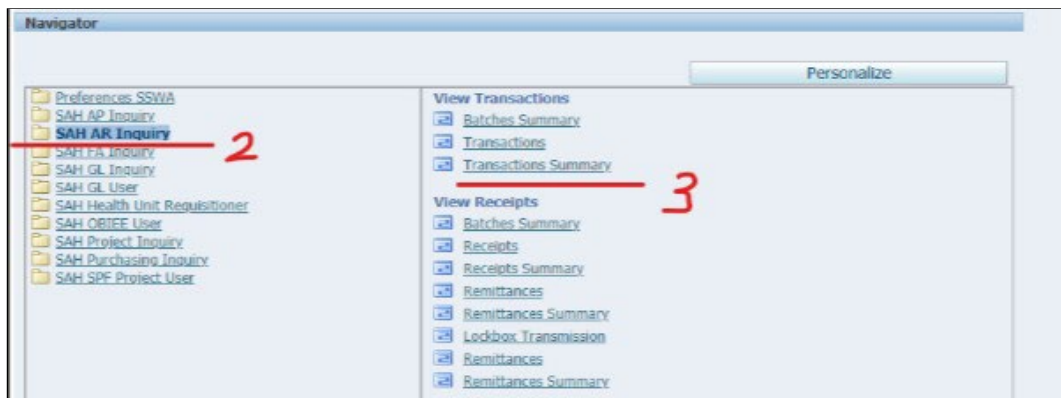 Navigator
Personalize
Preferences SSWA
SAH AP Inquiry
SAH AR Inquiry
2
SAH FA Inquiry
SAH GL Inquiry
SAH GL User
SAH Health Unit Requisitioner
SAH OBIEE User
SAH Project Inquiry
SAH Purchasing Inquiry
SAH SPF Project User
View Transactions
Batches Summary
Transactions
Transactions Summary
3
View Receipts
Batches Summary
Receipts
Receipts Summary
Remittances
Remittances Summary
Lockbox Transmission
Remittances
Remittances Summary